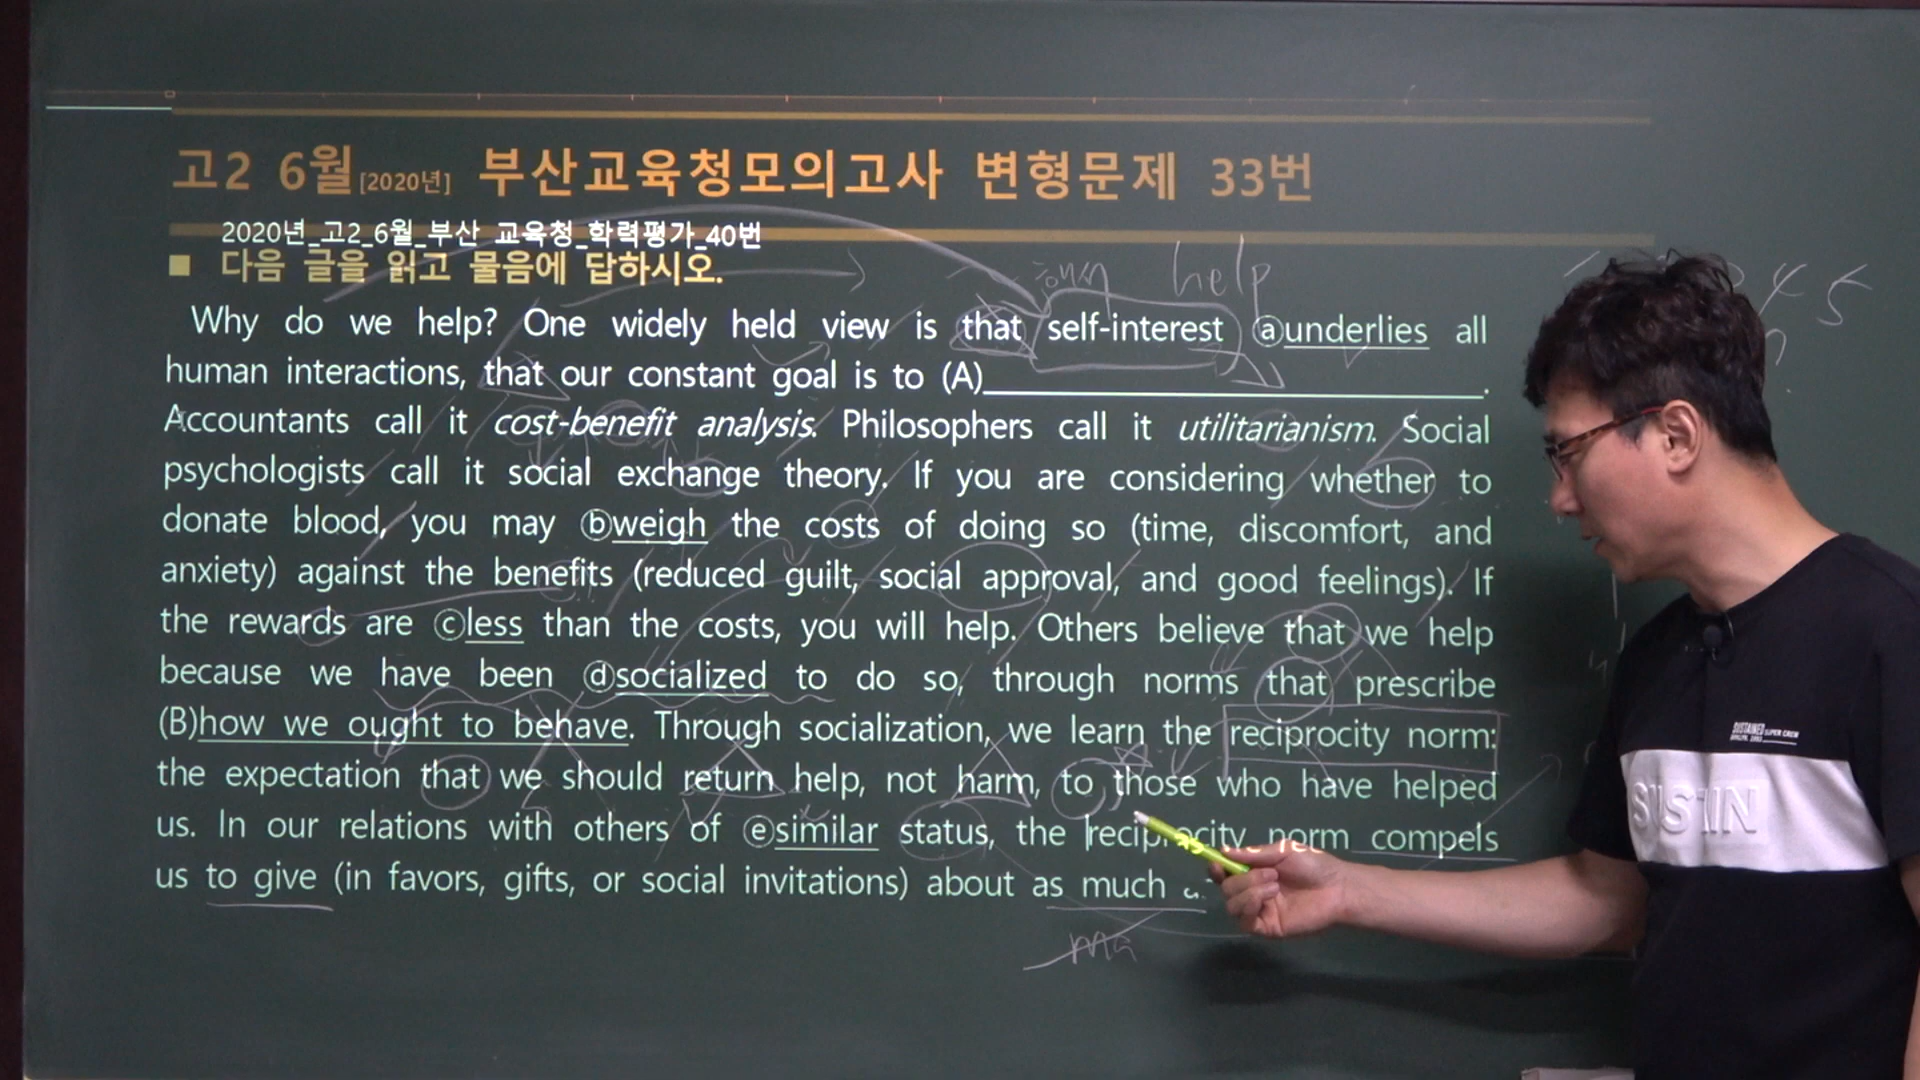 고2 6월[2020년] 부산교육청모의고사 변형문제 33번
2020년_고2_6월_부산 교육청_학력평가_40번
■ 다음 글을 읽고 물음에 답하시오.
help
4 5
Why do we help? One widely held view is that self-interest ⓐunderlies all
human interactions, that our constant goal is to (A)____________________.
Accountants call it cost-benefit analysis. Philosophers call it utilitarianism. Social
psychologists call it social exchange theory. If you are considering whether to
donate blood, you may ⓑweigh the costs of doing so (time, discomfort, and
anxiety) against the benefits (reduced guilt, social approval, and good feelings). If
the rewards are ⓒless than the costs, you will help. Others believe that we help
because we have been ⓓsocialized to do so, through norms that prescribe
(B)how we ought to behave. Through socialization, we learn the reciprocity norm:
the expectation that we should return help, not harm, to those who have helped
us. In our relations with others of ⓔsimilar status, the reciprocity norm compels
us to give (in favors, gifts, or social invitations) about as much
SUSTAINED SUPER CREW
SUSTAIN